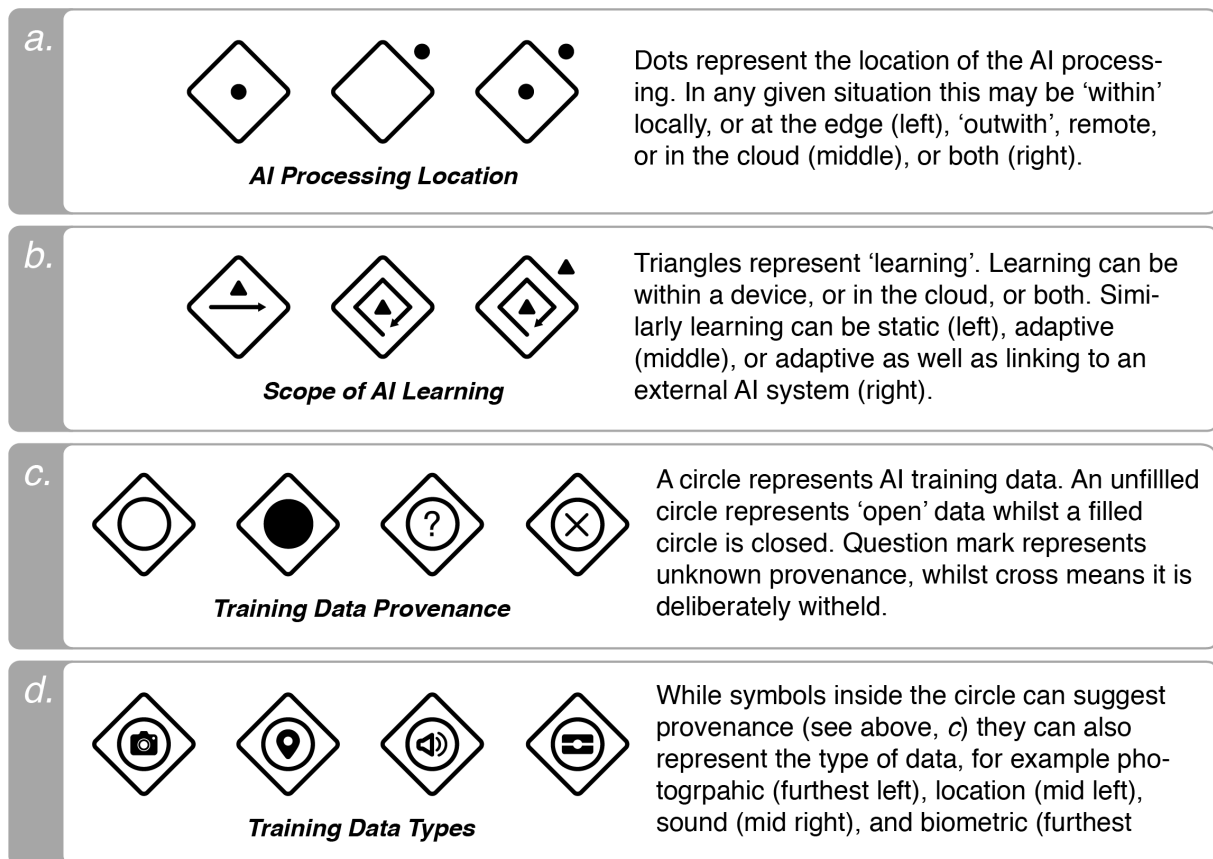 a.
Dots represent the location of the AI process-
ing. In any given situation this may be ‘within’
locally, or at the edge (left), ‘outwith’, remote,
or in the cloud (middle), or both (right).
AI Processing Location
b.
Triangles represent ‘learning’. Learning can be
within a device, or in the cloud, or both. Simi-
larly learning can be static (left), adaptive
(middle), or adaptive as well as linking to an
external AI system (right).
Scope of AI Learning
c.
?
A circle represents AI training data. An unfillled
circle represents ‘open’ data whilst a filled
circle is closed. Question mark represents
unknown provenance, whilst cross means it is
deliberately witheld.
Training Data Provenance
d.
While symbols inside the circle can suggest
provenance (see above, c) they can also
represent the type of data, for example pho-
togrpahic (furthest left), location (mid left),
sound (mid right), and biometric (furthest
Training Data Types